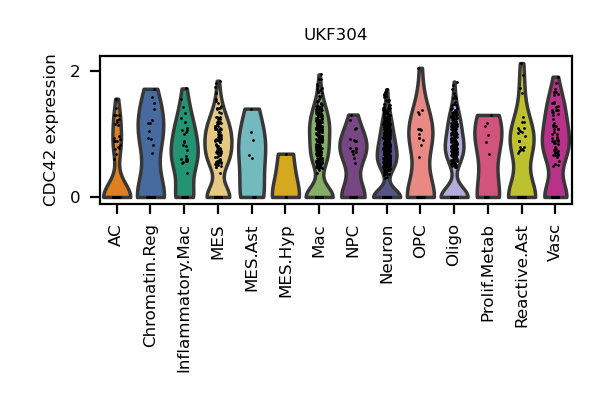 UKF304
CDC42 expression
2
0
AC
Chromatin.Reg
Inflammatory.Mac
MES
MES.Ast
MES.Hyp
Mac
NPC
Neuron
OPC
Oligo
Prolif.Metab
Reactive.Ast
Vasc